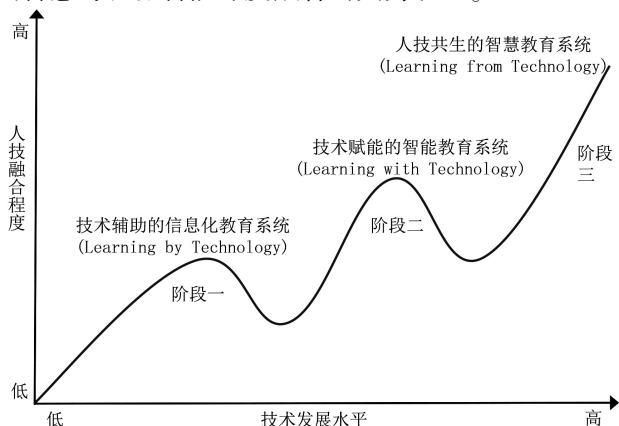 高
人技共生的智慧教育系统
(Learning from Technology)
人技融合程度
技术赋能的智能教育系统
(Learning with Technology)
阶段
三
技术辅助的信息化教育系统
(Learning by Technology)
阶段二
阶段一
低
低
技术发展水平
高